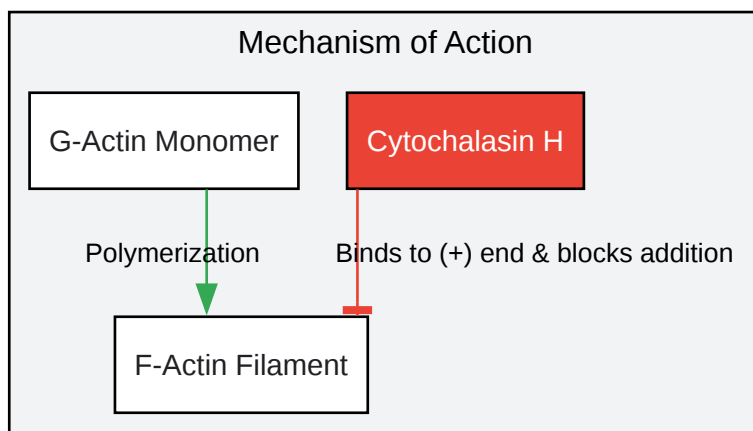 Mechanism of Action
G-Actin Monomer
Cytochalasin H
Polymerization
Binds to (+) end & blocks addition
F-Actin Filament